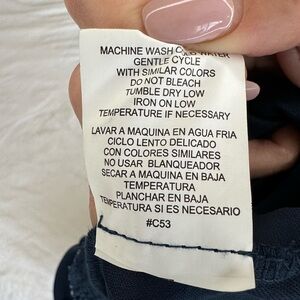 MACHINE WASH COLD WATER
GENTLE CYCLE
WITH SIMILAR COLORS
DO NOT BLEACH
TUMBLE DRY LOW
IRON ON LOW
TEMPERATURE IF NECESSARY
LAVAR A MAQUINA EN AGUA FRIA
CICLO LENTO DELICADO
CON COLORES SIMILARES
NO USAR BLANQUEADOR
SECAR A MAQUINA EN BAJA
TEMPERATURA
PLANCHAR EN BAJA
TEMPERATURA SI ES NECESARIO
#C53